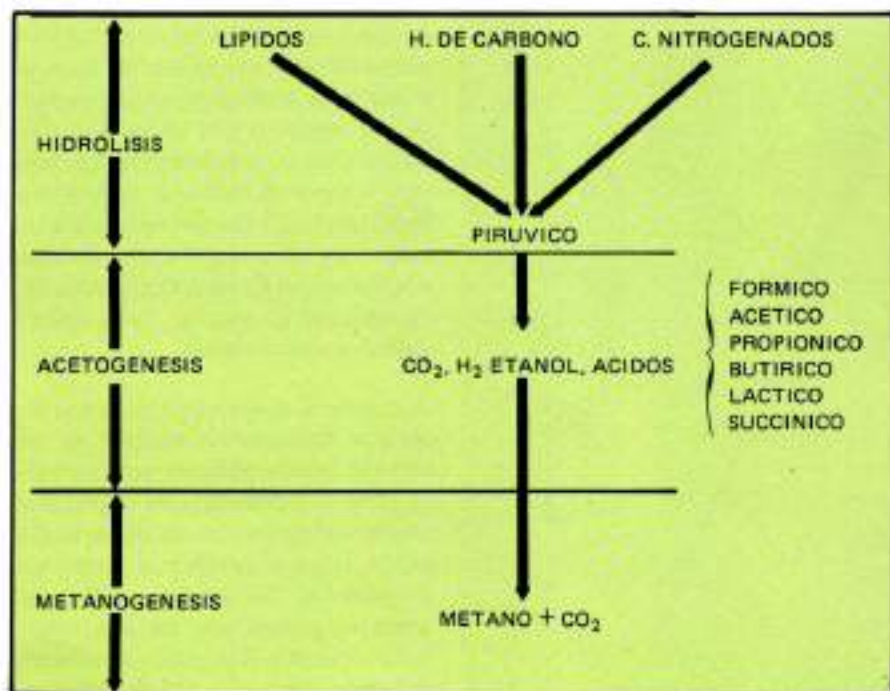 LIPIDOS H. DE CARBONO C. NITROGENADOS
HIDROLISIS
PIRUVICO
ACETOGENESIS
CO₂, H₂ ETANOL, ACIDOS
FORMICO
ACETICO
PROPIONICO
BUTIRICO
LACTICO
SUCCINICO
METANOGENESIS
METANO + CO₂